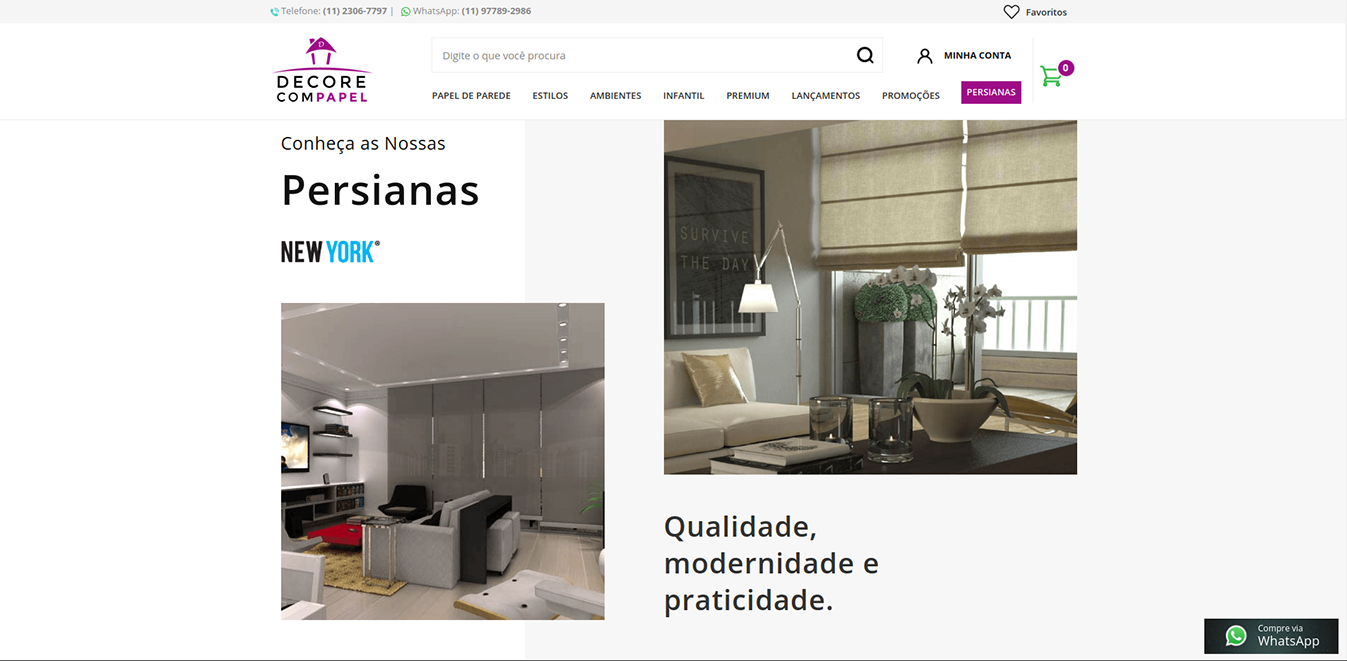 Telefone: (11) 2306-7797 | WhatsApp: (11) 97789-2986
Favoritos
DECORE
COMPAPEL
Digite o que você procura
MINHA CONTA
0
PAPEL DE PAREDE ESTILOS AMBIENTES INFANTIL PREMIUM LANÇAMENTOS PROMOÇÕES PERSIANAS
Conheça as Nossas
Persianas
NEW YORK®
SURVIVE
THE DAY
Qualidade,
modernidade e
praticidade.
Compre via
WhatsApp